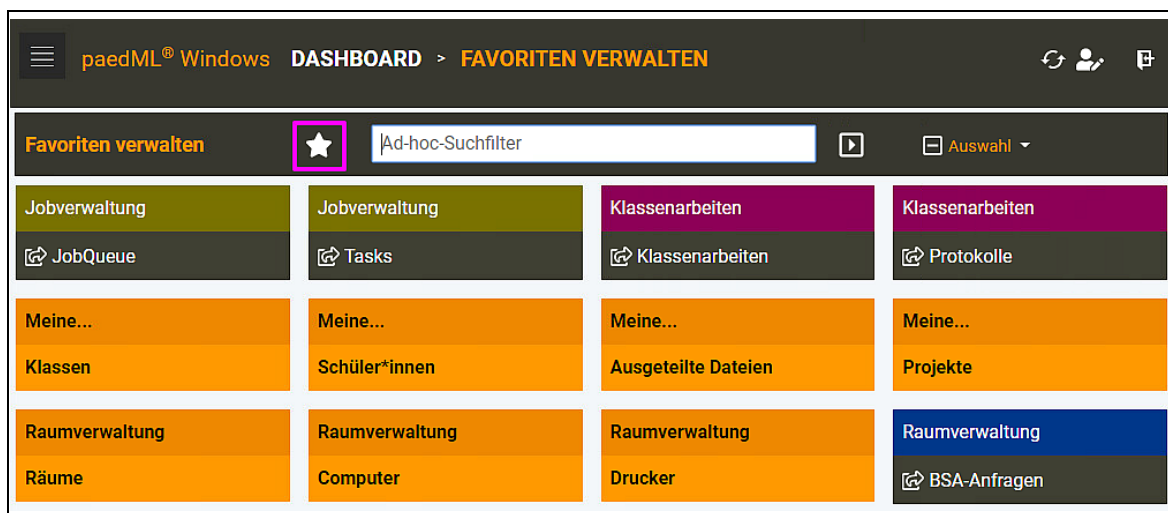 paedML® Windows DASHBOARD > FAVORITEN VERWALTEN
Favoriten verwalten Ad-hoc-Suchfilter Auswahl
Jobverwaltung Jobverwaltung Klassenarbeiten Klassenarbeiten
JobQueue Tasks Klassenarbeiten Protokolle
Meine... Meine... Meine... Meine...
Klassen Schüler*innen Ausgeteilte Dateien Projekte
Raumverwaltung Raumverwaltung Raumverwaltung Raumverwaltung
Räume Computer Drucker BSA-Anfragen